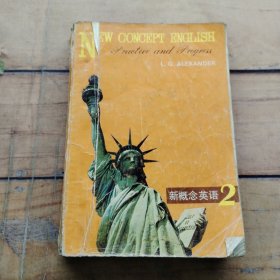 NEW CONCEPT ENGLISH
Practice and Progress
L. G. ALEXANDER
新概念英语 2